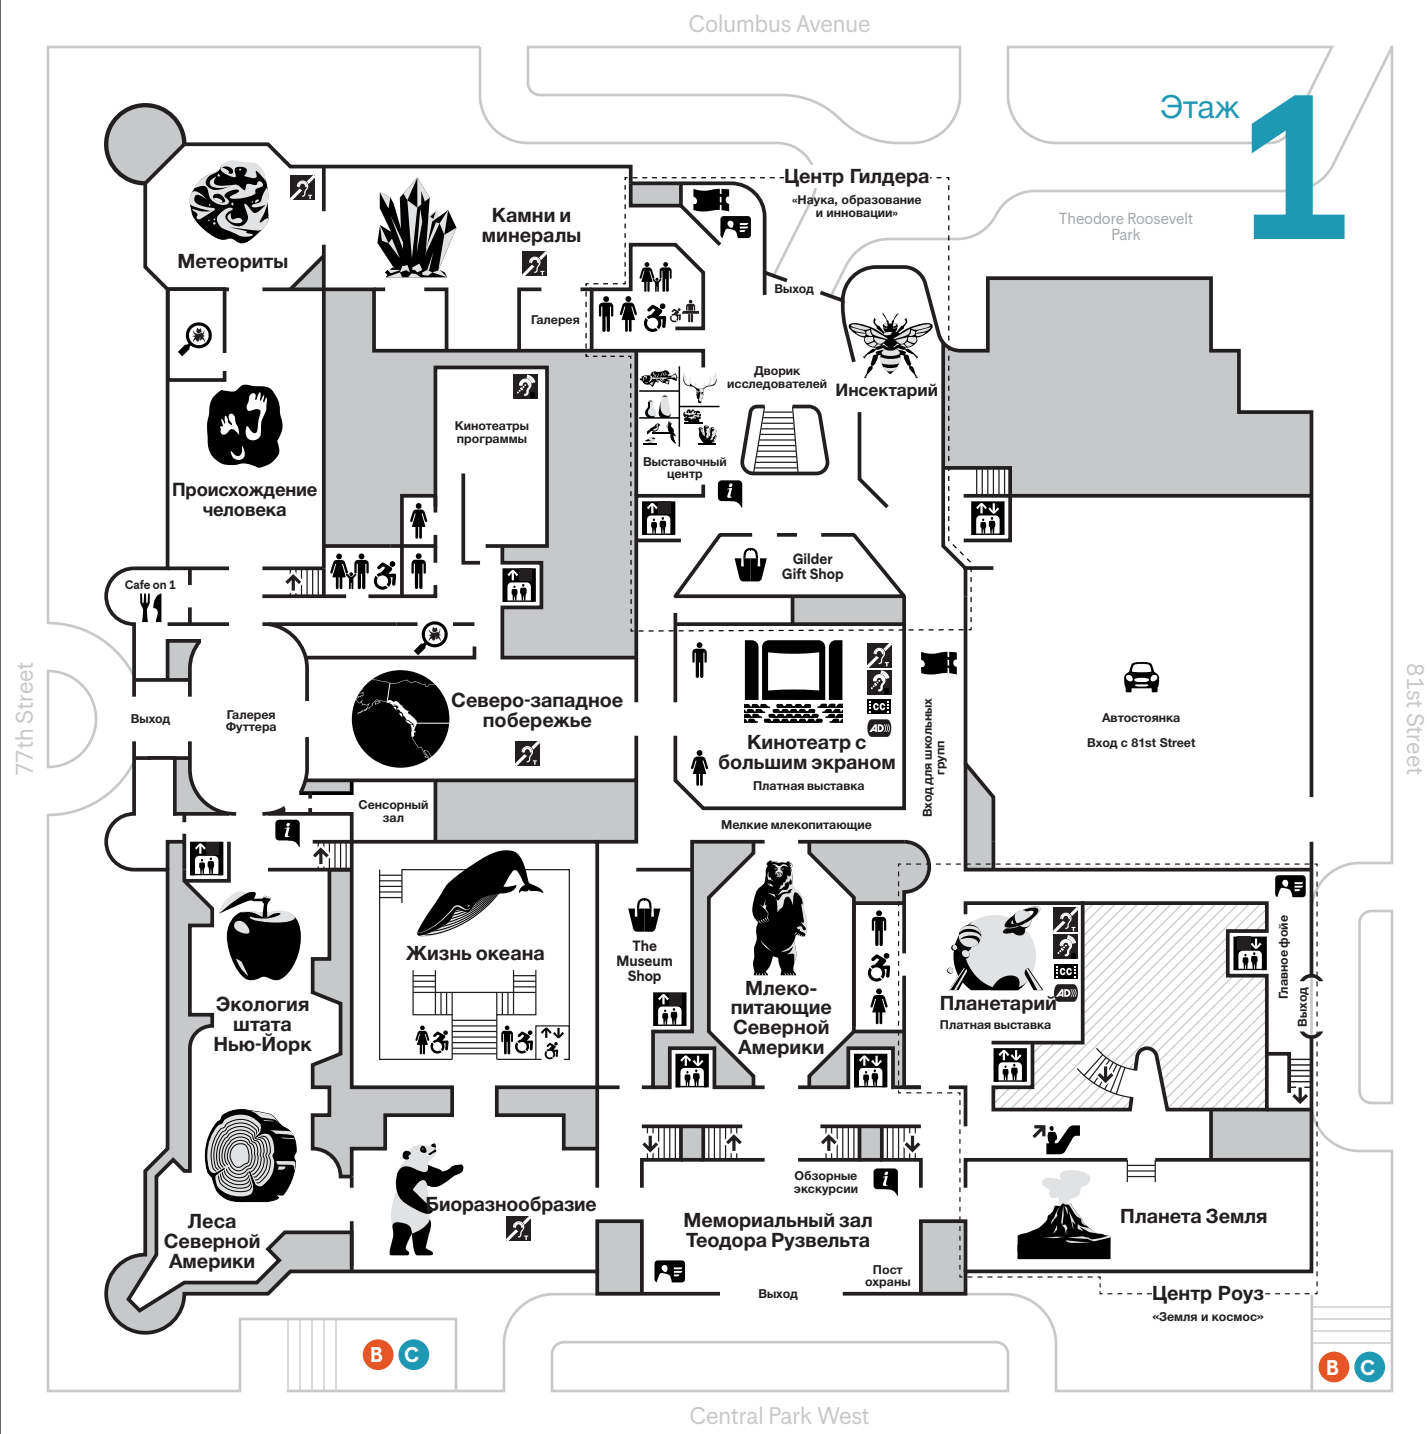 Columbus Avenue
Этаж
1
Центр Гилдера
«Наука, образование
и инновации»
Theodore Roosevelt
Park
Камни и
минералы
T
T
Метеориты
Выход
Галерея
Дворик
исследователей
Инсектарий
Кинотеатры
программы
Выставочный
центр
i
Происхождение
человека
Gilder
Gift Shop
Cafe on 1
77th Street
81st Street
Северо-западное
побережье
T
Выход
Галерея
Футтера
T
CC
AD
Кинотеатр с
большим экраном
Платная выставка
Вход для школьных
групп
Автостоянка
Вход с 81st Street
Сенсорный
зал
i
Мелкие млекопитающие
Жизнь океана
The
Museum
Shop
Млеко-
питающие
Северной
Америки
T
CC
AD
Планетарий
Платная выставка
Главное фойе
Выход
Экология
штата
Нью-Йорк
Обзорные
экскурсии
i
Биоразнообразие
T
Мемориальный зал
Теодора Рузвельта
Планета Земля
Леса
Северной
Америки
Пост
охраны
Выход
Центр Роуз
«Земля и космос»
B C
B C
Central Park West